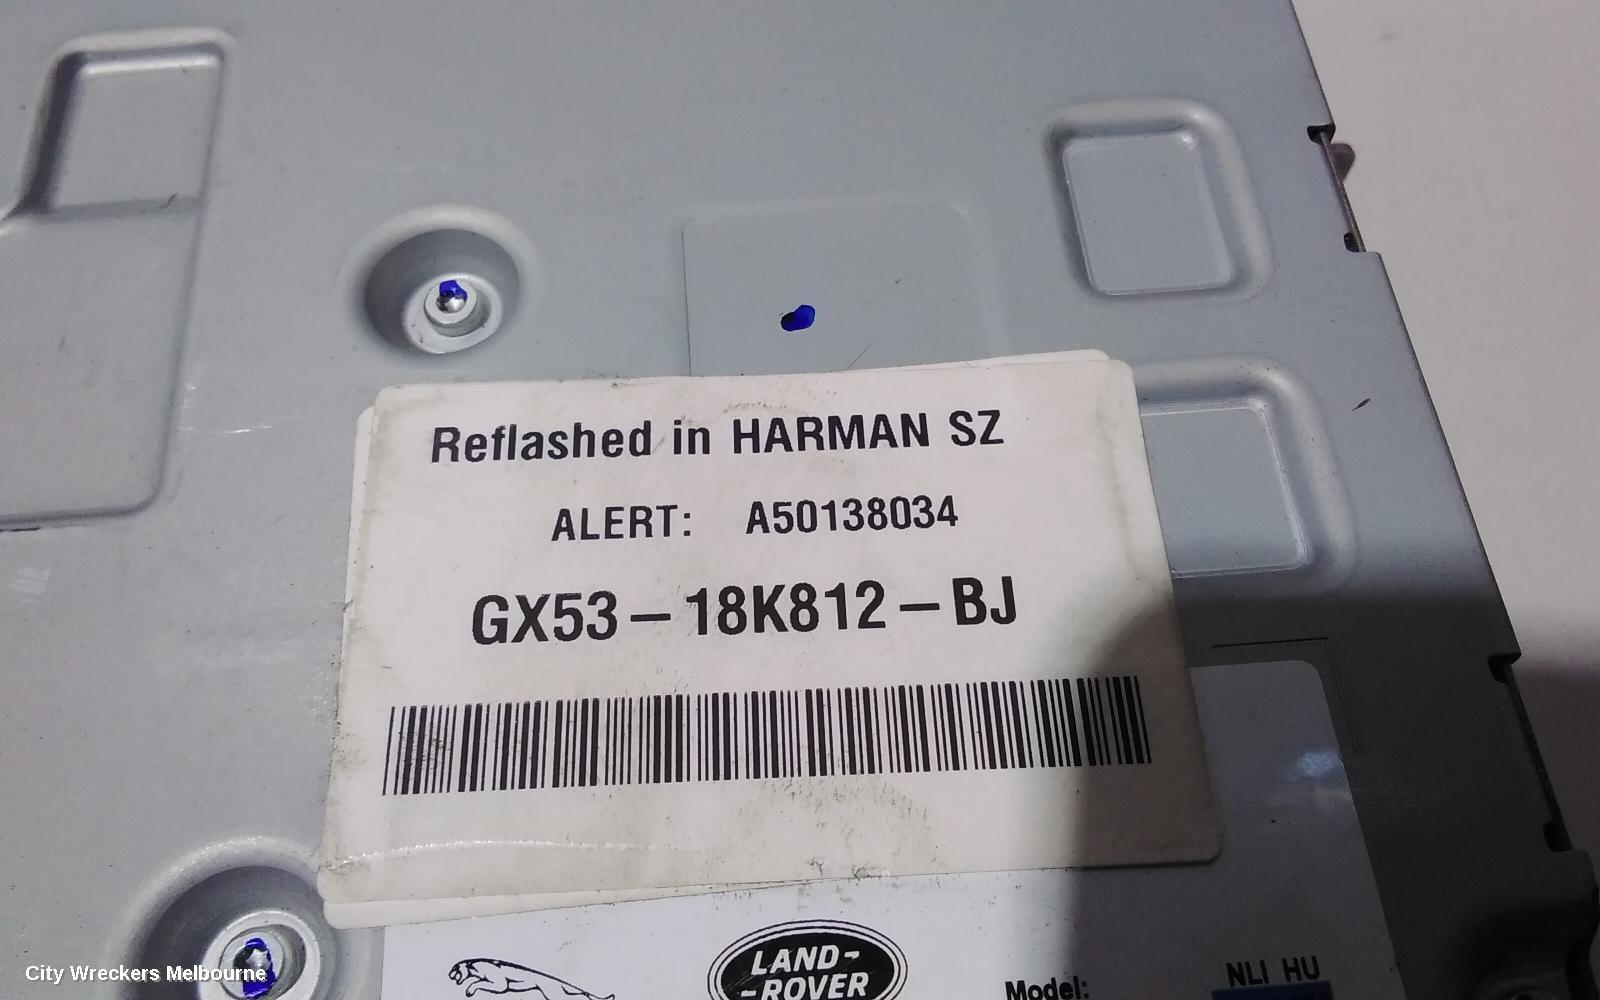 Reflashed in HARMAN SZ
ALERT: A50138034
GX53-18K812-BJ
LAND-
-ROVER
Model: NLI HU
City Wreckers Melbourne